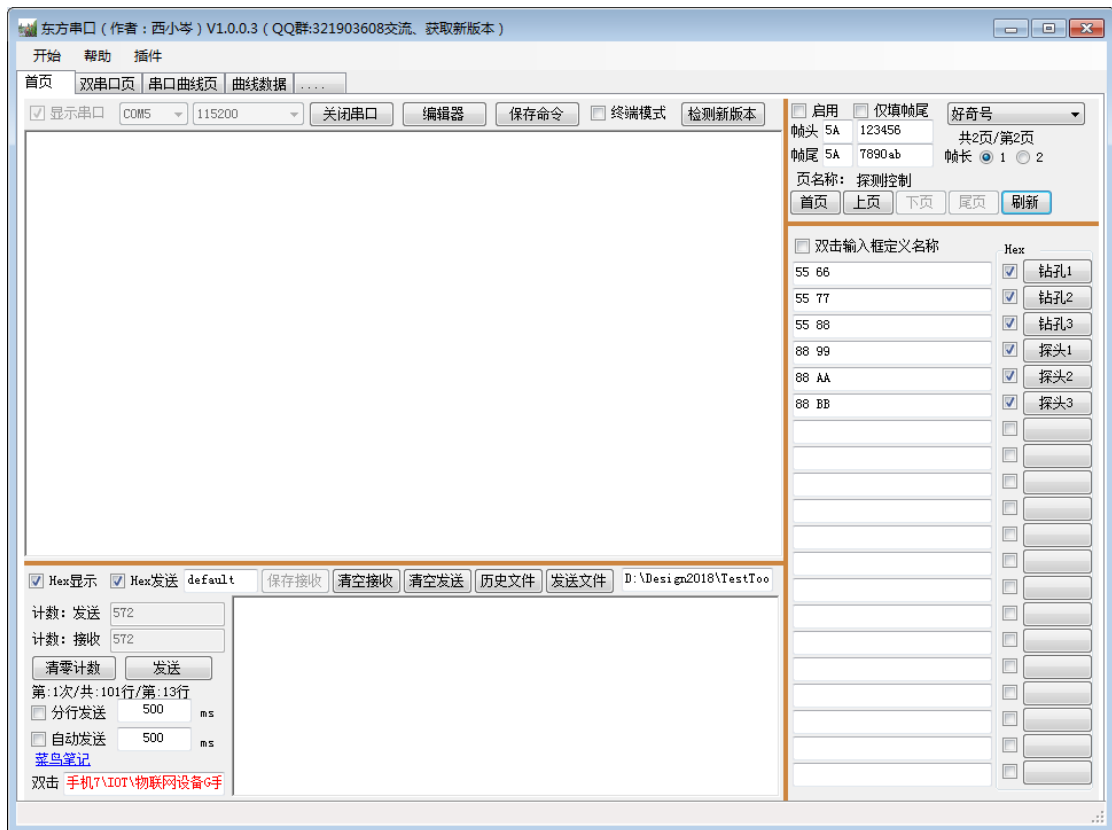 东方串口（作者：西小岑）V1.0.0.3（QQ群:321903608交流、获取新版本）
开始 帮助 插件
首页 双串口页 串口曲线页 曲线数据 ....
显示串口 COM5 115200 关闭串口 编辑器 保存命令 终端模式 检测新版本
启用 仅填帧尾 好奇号
帧头 5A 123456 共2页/第2页
帧尾 5A 7890ab 帧长 1 2
页名称： 探测控制
首页 上页 下页 尾页 刷新
双击输入框定义名称 Hex
55 66 钻孔1
55 77 钻孔2
55 88 钻孔3
88 99 探头1
88 AA 探头2
88 BB 探头3
Hex显示 Hex发送 default 保存接收 清空接收 清空发送 历史文件 发送文件 D:\Design2018\TestToo
计数：发送 572
计数：接收 572
清零计数 发送
第:1次/共:101行/第:13行
分行发送 500 ms
自动发送 500 ms
菜鸟笔记
双击 手机7\IOT\物联网设备G手